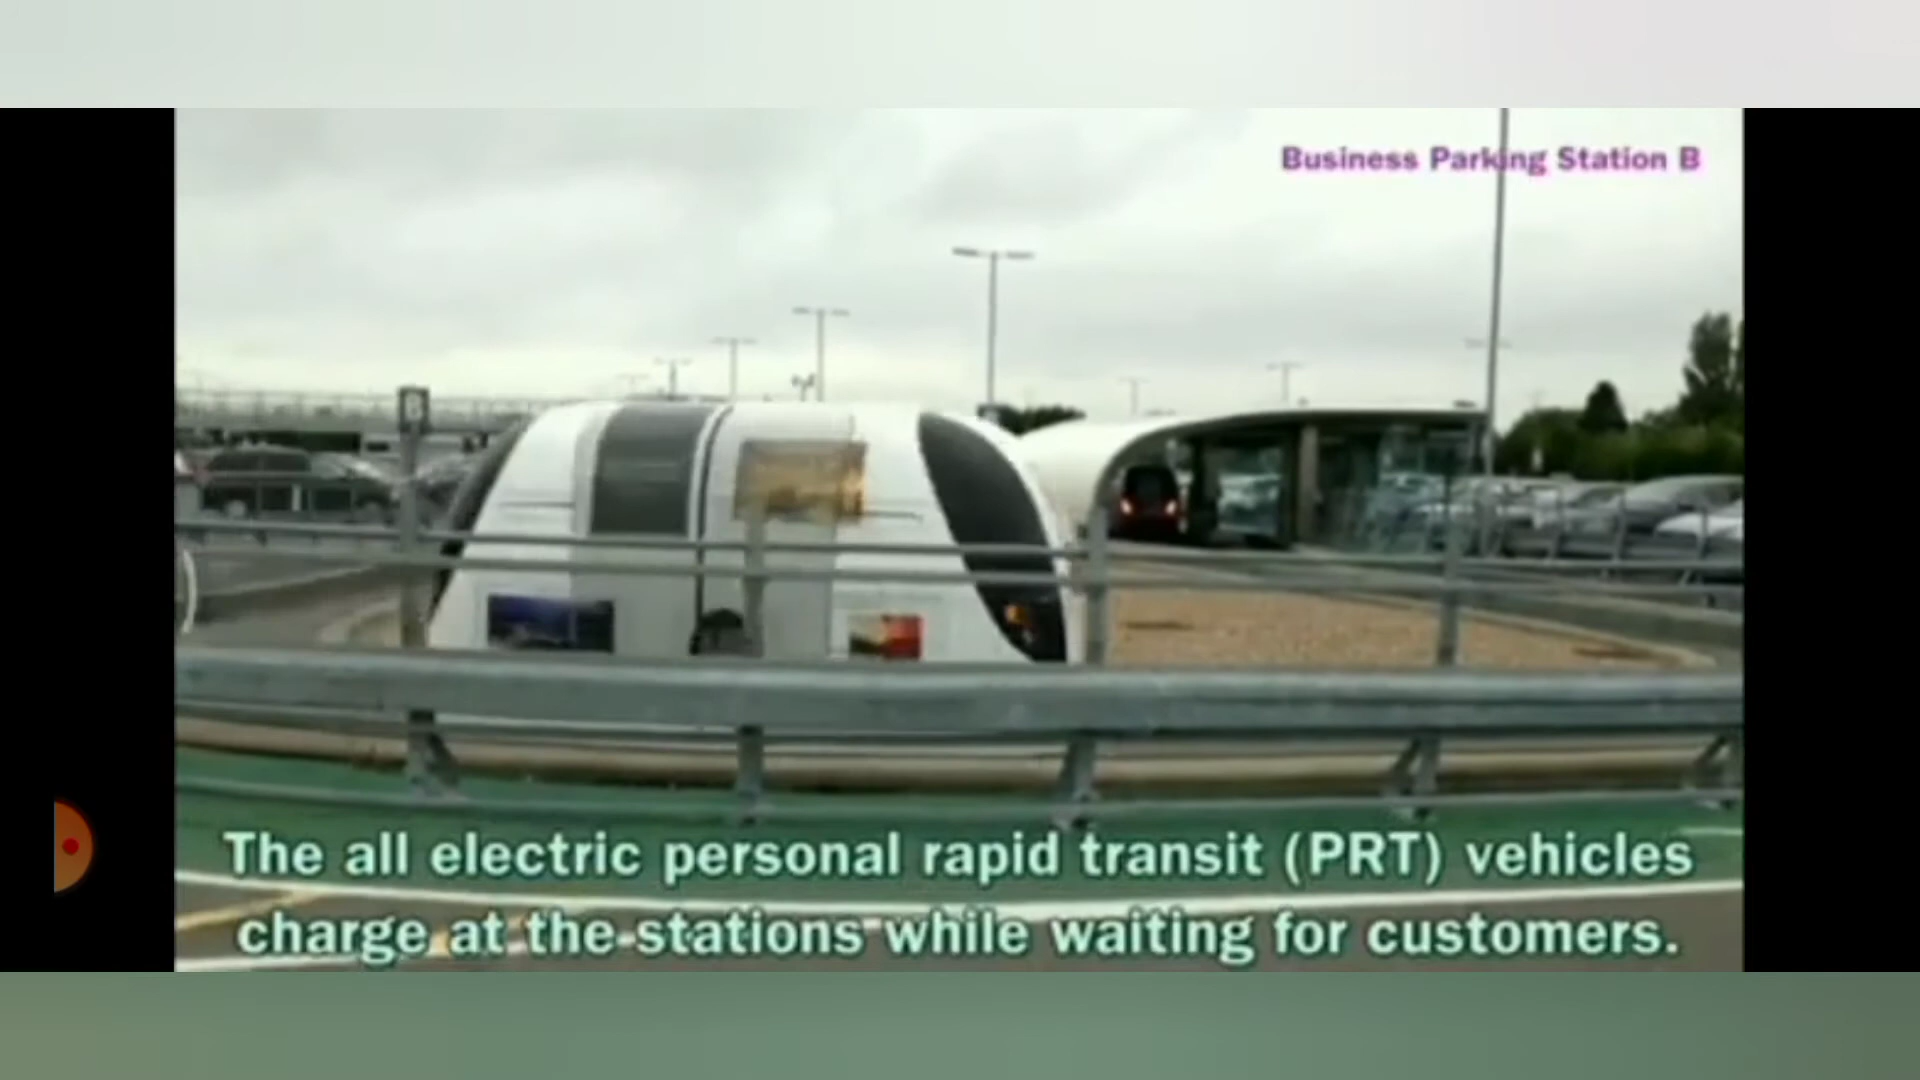 Business Parking Station B
The all electric personal rapid transit (PRT) vehicles
charge at the stations while waiting for customers.